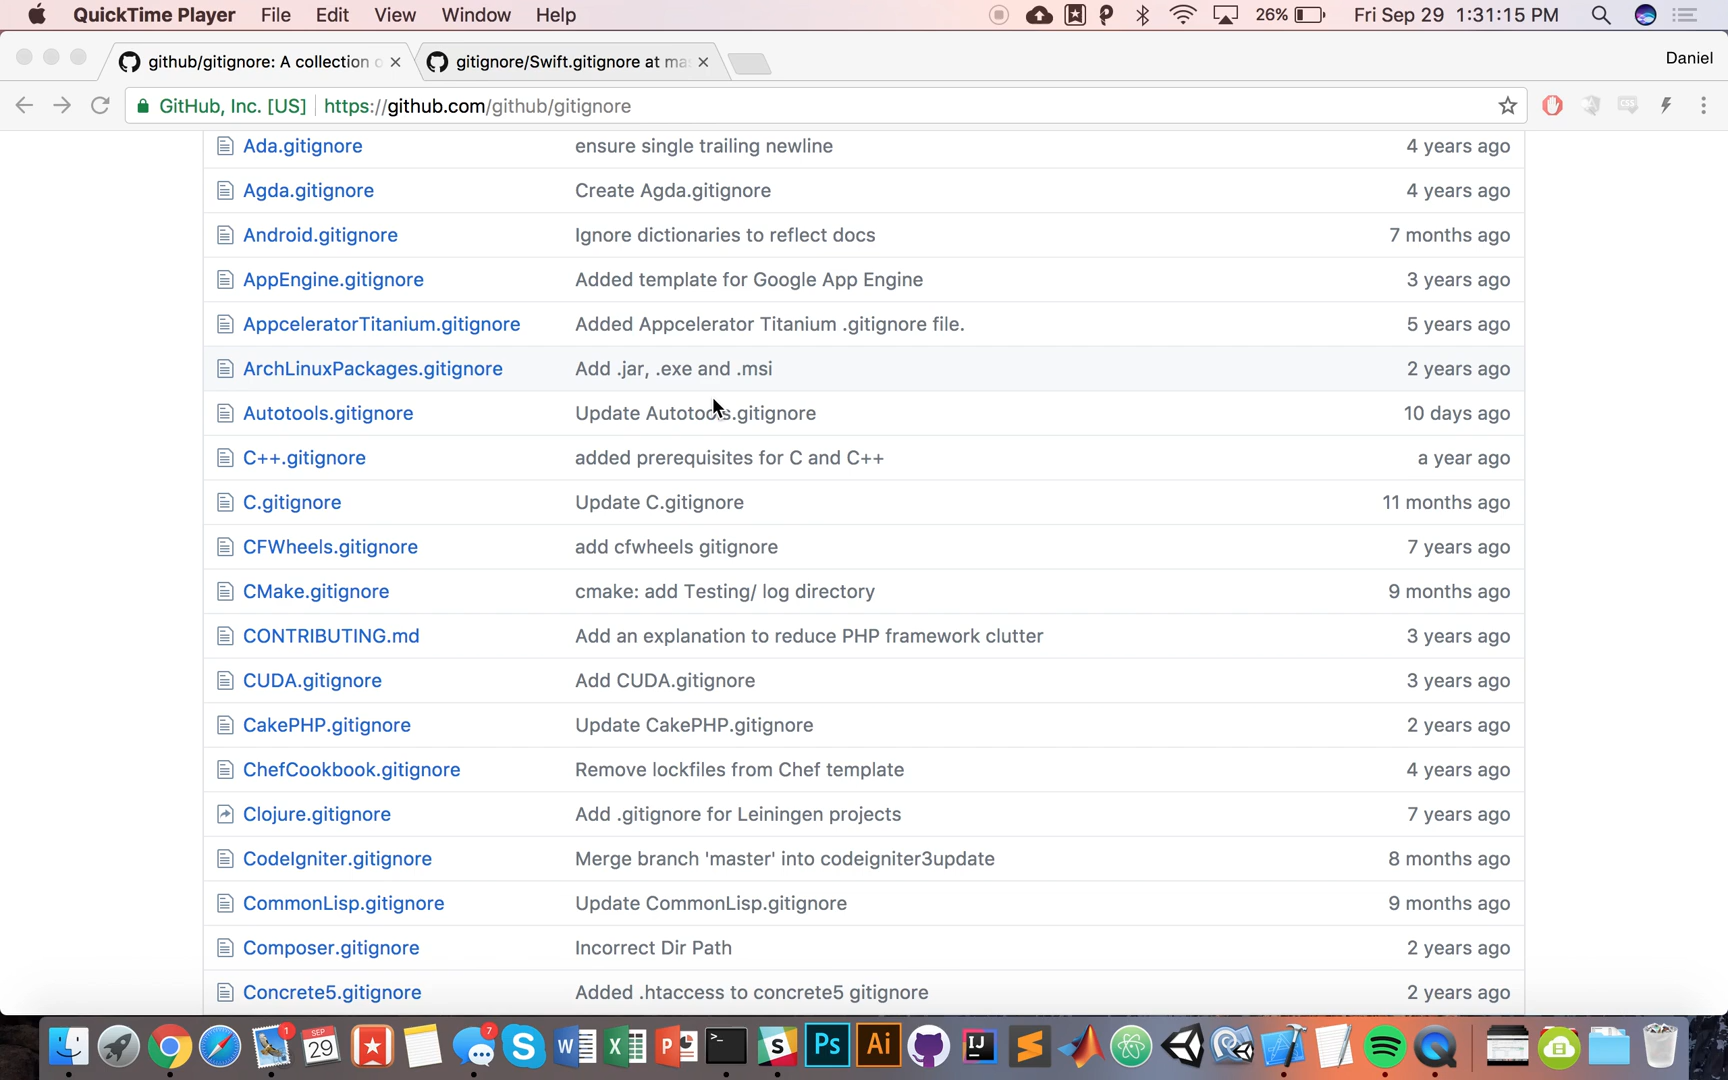 QuickTime Player File Edit View Window Help 26% Fri Sep 29 1:31:15 PM
github/gitignore: A collection gitignore/Swift.gitignore at Daniel
GitHub, Inc. [US] https://github.com/github/gitignore
Ada.gitignore ensure single trailing newline 4 years ago
Agda.gitignore Create Agda.gitignore 4 years ago
Android.gitignore Ignore dictionaries to reflect docs 7 months ago
AppEngine.gitignore Added template for Google App Engine 3 years ago
AppceleratorTitanium.gitignore Added Appcelerator Titanium .gitignore file. 5 years ago
ArchLinuxPackages.gitignore Add .jar, .exe and .msi 2 years ago
Autotools.gitignore Update Autotools.gitignore 10 days ago
C++.gitignore added prerequisites for C and C++ a year ago
C.gitignore Update C.gitignore 11 months ago
CFWheels.gitignore add cfwheels gitignore 7 years ago
CMake.gitignore cmake: add Testing/ log directory 9 months ago
CONTRIBUTING.md Add an explanation to reduce PHP framework clutter 3 years ago
CUDA.gitignore Add CUDA.gitignore 3 years ago
CakePHP.gitignore Update CakePHP.gitignore 2 years ago
ChefCookbook.gitignore Remove lockfiles from Chef template 4 years ago
Clojure.gitignore Add .gitignore for Leiningen projects 7 years ago
CodeIgniter.gitignore Merge branch 'master' into codeigniter3update 8 months ago
CommonLisp.gitignore Update CommonLisp.gitignore 9 months ago
Composer.gitignore Incorrect Dir Path 2 years ago
Concrete5.gitignore Added .htaccess to concrete5 gitignore 2 years ago
1 SEP 29 7 S W X P >_ S Ps Ai IJ S